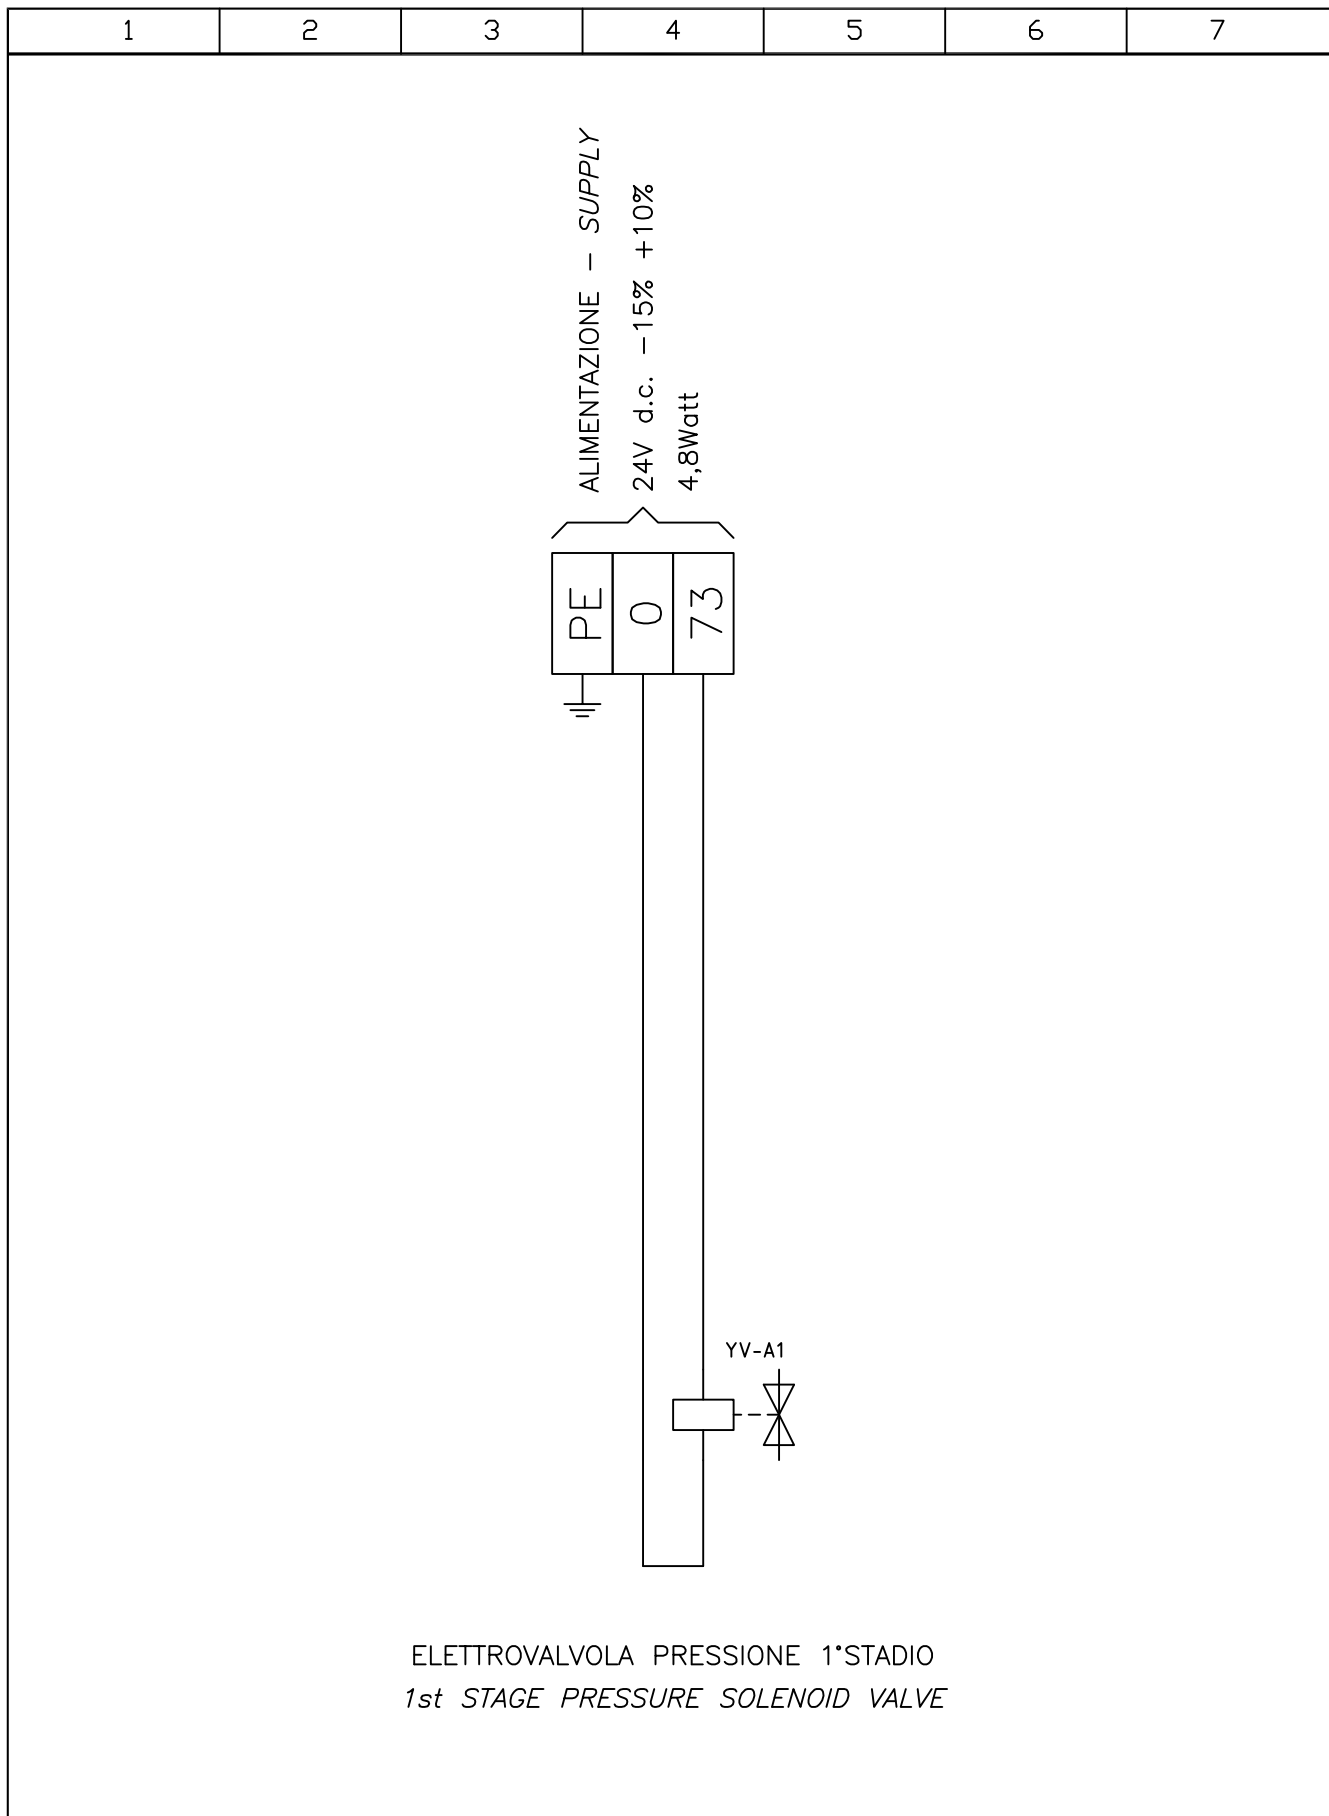 1 2 3 4 5 6 7
ALIMENTAZIONE - SUPPLY
24V d.c. -15% +10%
4,8Watt
PE
0
73
YV-A1
ELETTROVALVOLA PRESSIONE 1°STADIO
1st STAGE PRESSURE SOLENOID VALVE